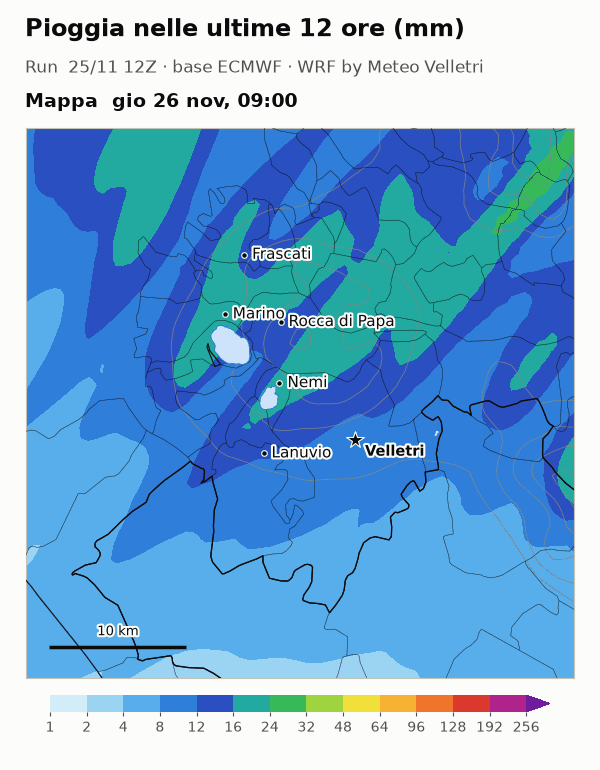 Pioggia nelle ultime 12 ore (mm)
Run 25/11 12Z · base ECMWF · WRF by Meteo Velletri
Mappa gio 26 nov, 09:00
Frascati
Marino
Rocca di Papa
Nemi
Velletri
Lanuvio
10 km
1 2 4 8 12 16 24 32 48 64 96 128 192 256